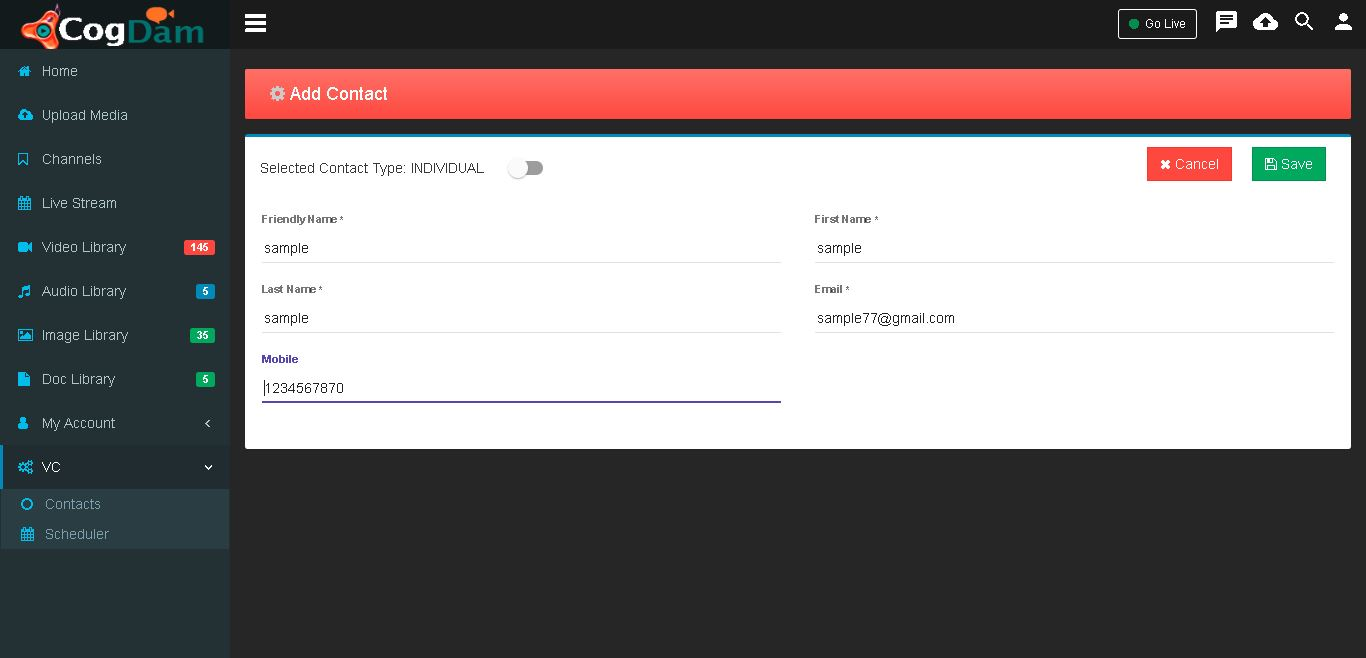 CogDam
Go Live
Home
Upload Media
Channels
Live Stream
Video Library 145
Audio Library 5
Image Library 35
Doc Library 5
My Account
VC
Contacts
Scheduler
Add Contact
Selected Contact Type: INDIVIDUAL
Cancel
Save
Friendly Name *
sample
First Name *
sample
Last Name *
sample
Email *
sample77@gmail.com
Mobile
1234567870